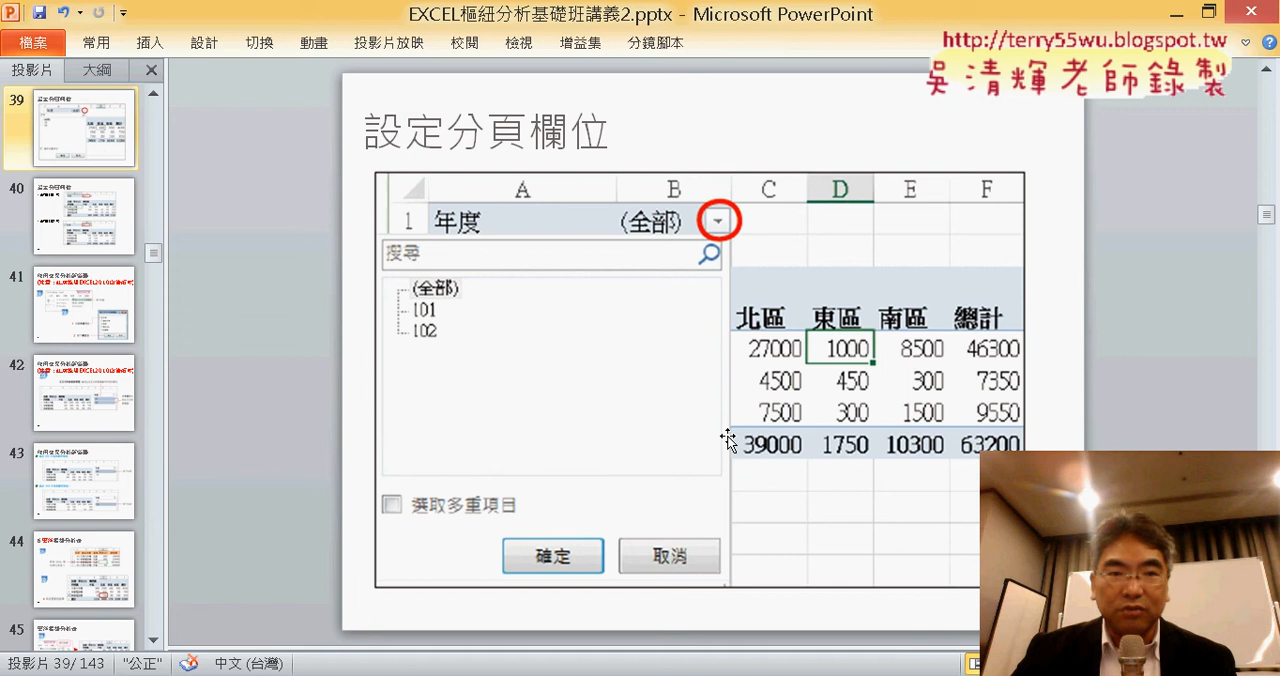 EXCEL樞紐分析基礎班講義2.pptx - Microsoft PowerPoint
檔案 常用 插入 設計 切換 動畫 投影片放映 校閱 檢視 增益集 分鏡腳本
http://terry55wu.blogspot.tw
吳清輝老師錄製
投影片 大綱
39
40
41
42
43
44
45
設定分頁欄位
A B C D E F
1 年度 (全部)
搜尋
(全部)
101
102
選取多重項目
確定 取消
北區 東區 南區 總計
27000 1000 8500 46300
4500 450 300 7350
7500 300 1500 9550
39000 1750 10300 63200
投影片 39/ 143 "公正" 中文 (台灣)